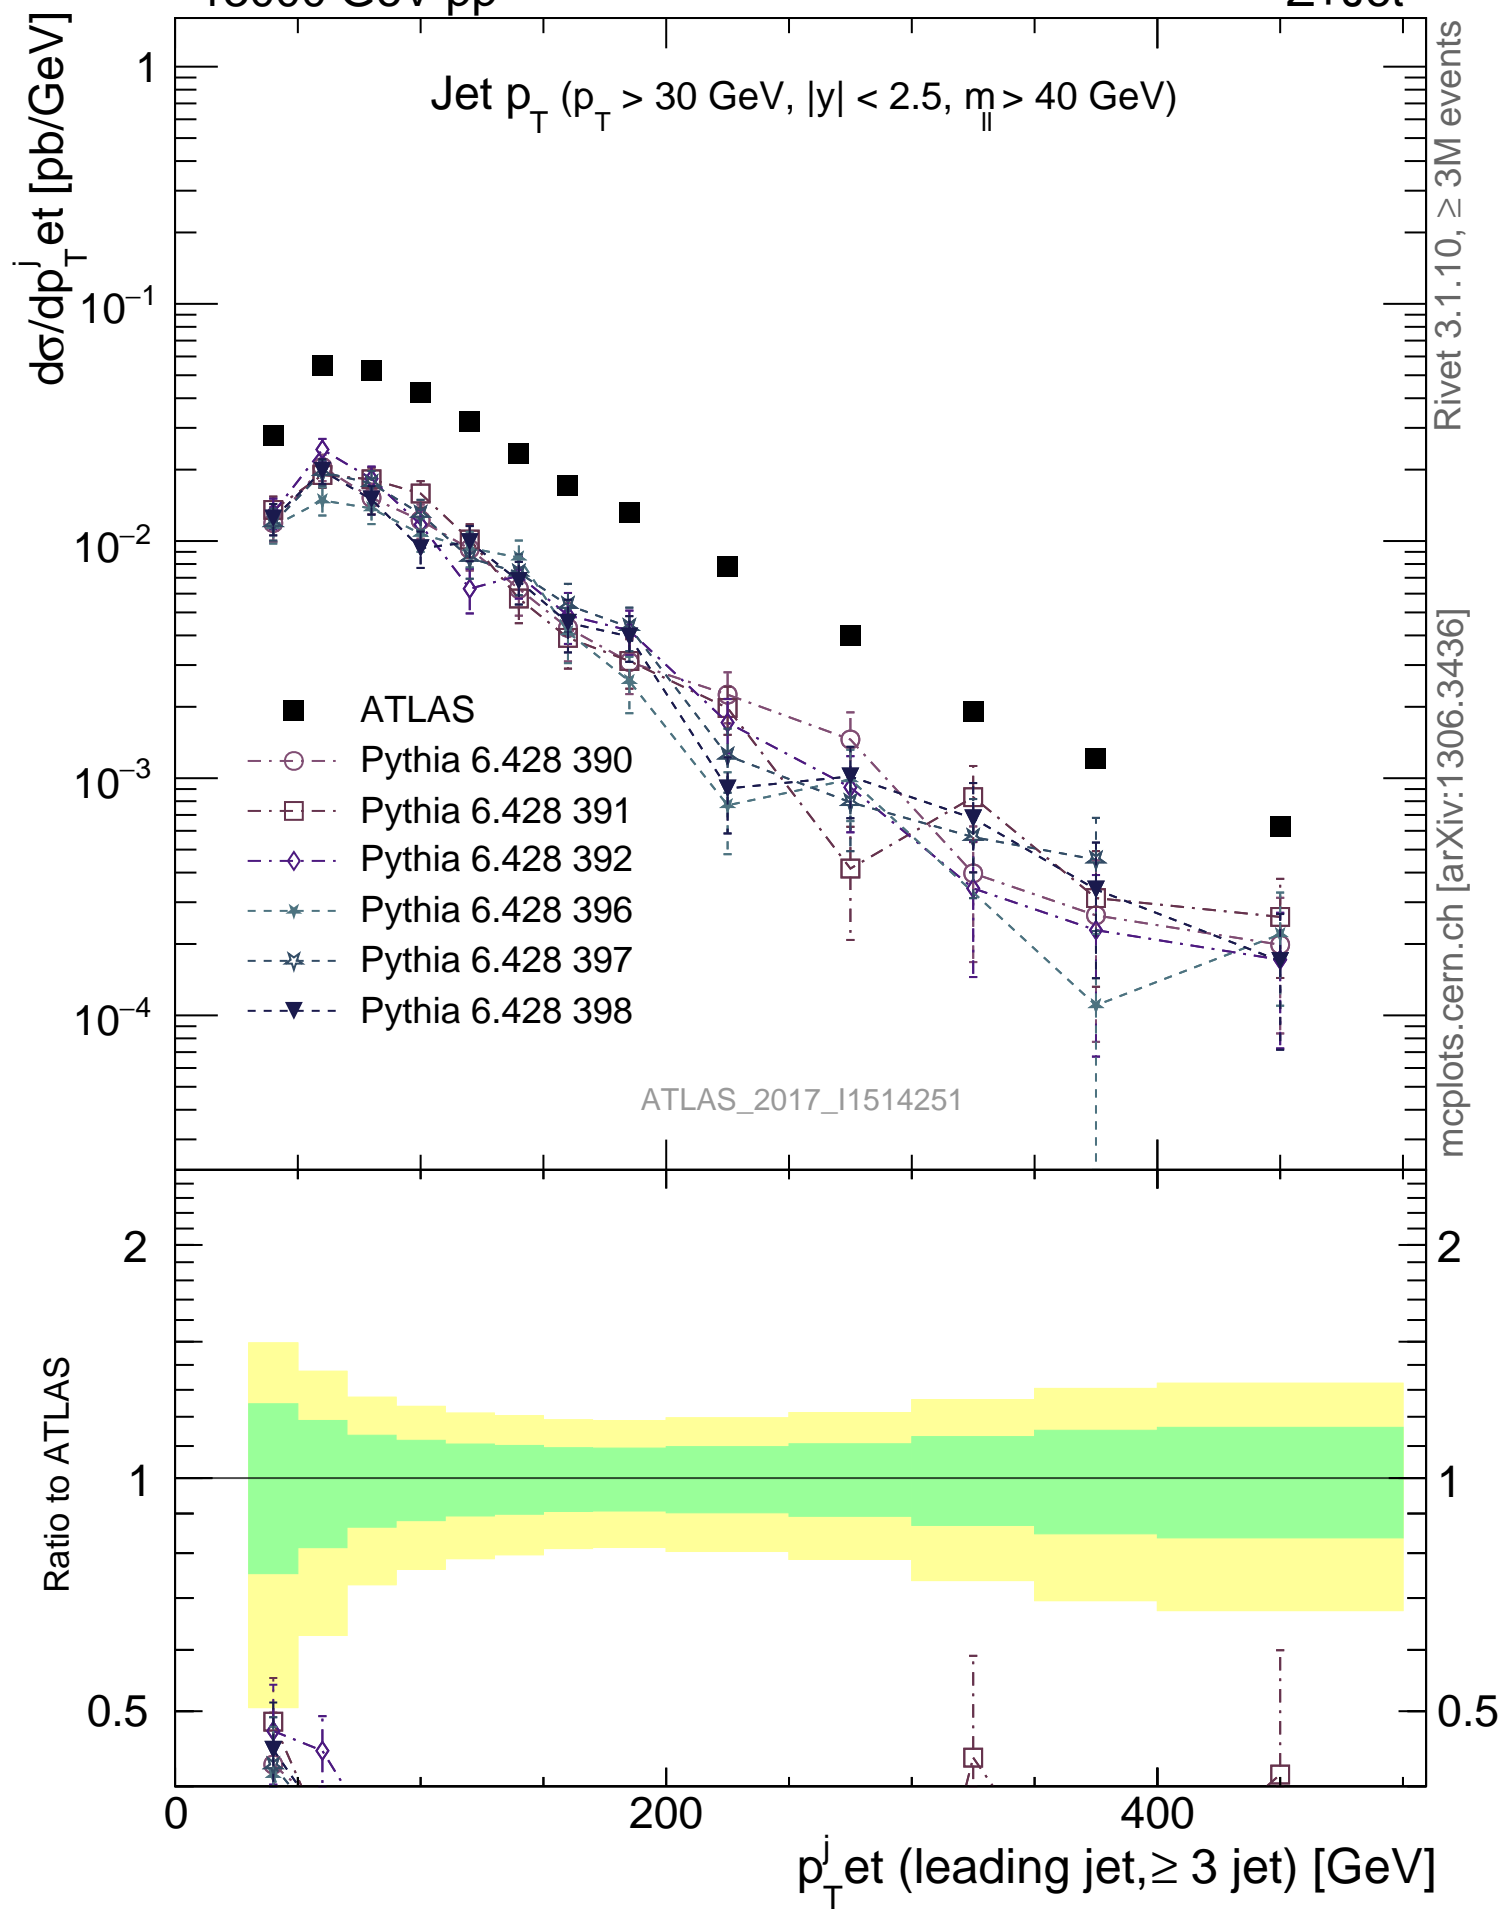 13000 GeV pp
Z+Jet
Jet p_T (p_T > 30 GeV, |y| < 2.5, m_ll > 40 GeV)
dσ/dp_T^j et [pb/GeV]
1
10^−1
10^−2
10^−3
10^−4
ATLAS
Pythia 6.428 390
Pythia 6.428 391
Pythia 6.428 392
Pythia 6.428 396
Pythia 6.428 397
Pythia 6.428 398
ATLAS_2017_I1514251
Rivet 3.1.10, ≥ 3M events
mcplots.cern.ch [arXiv:1306.3436]
Ratio to ATLAS
2
1
0.5
2
1
0.5
0
200
400
p_T^j et (leading jet, ≥ 3 jet) [GeV]